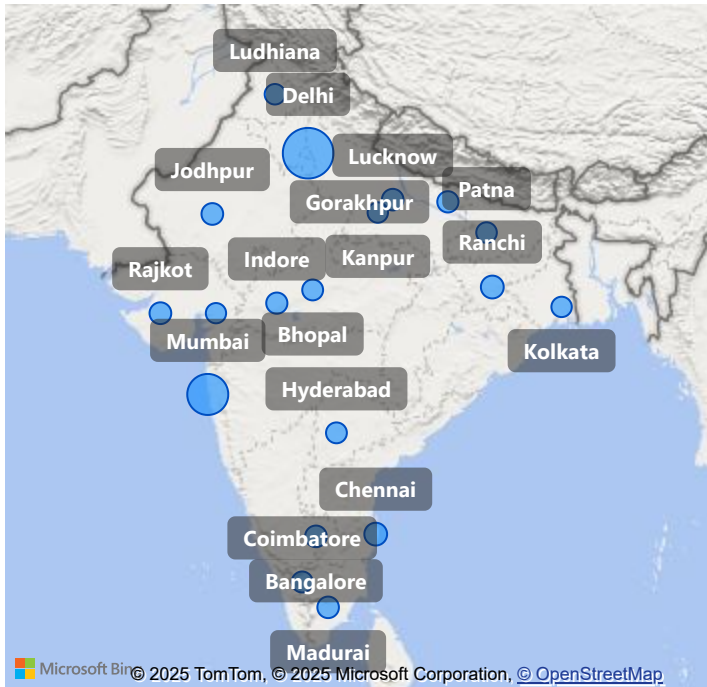 Ludhiana
Delhi
Lucknow
Jodhpur
Patna
Gorakhpur
Ranchi
Indore
Kanpur
Rajkot
Bhopal
Mumbai
Kolkata
Hyderabad
Chennai
Coimbatore
Bangalore
Madurai
Microsoft Bin
© 2025 TomTom, © 2025 Microsoft Corporation, © OpenStreetMap